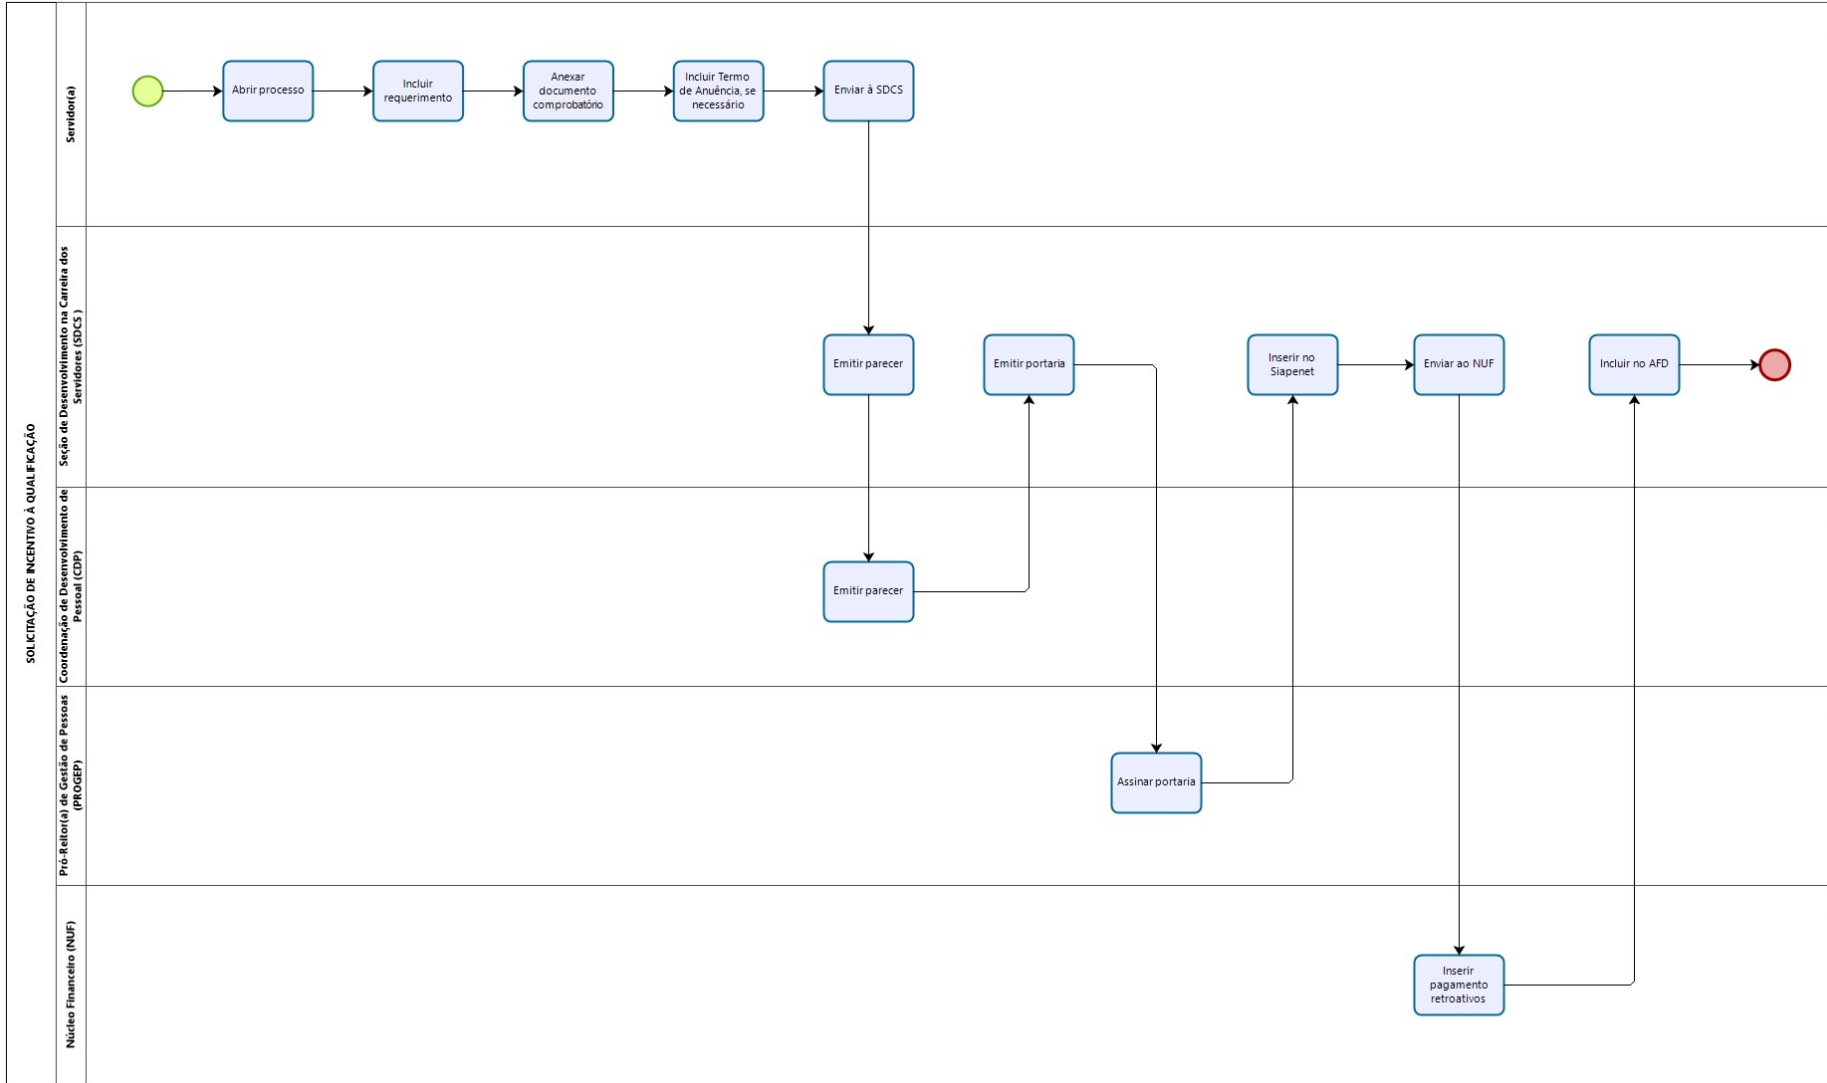 SOLICITAÇÃO DE INCENTIVO À QUALIFICAÇÃO
Servidor(a)
Abrir processo
Incluir
requerimento
Anexar
documento
comprobatório
Incluir Termo
de Anuência, se
necessário
Enviar à SDCS
Seção de Desenvolvimento na Carreira dos
Servidores (SDCS )
Emitir parecer
Emitir portaria
Inserir no
Siapenet
Enviar ao NUF
Incluir no AFD
Coordenação de Desenvolvimento de
Pessoal (CDP)
Emitir parecer
Pró-Reitor(a) de Gestão de Pessoas
(PROGEP)
Assinar portaria
Núcleo Financeiro (NUF)
Inserir
pagamento
retroativos